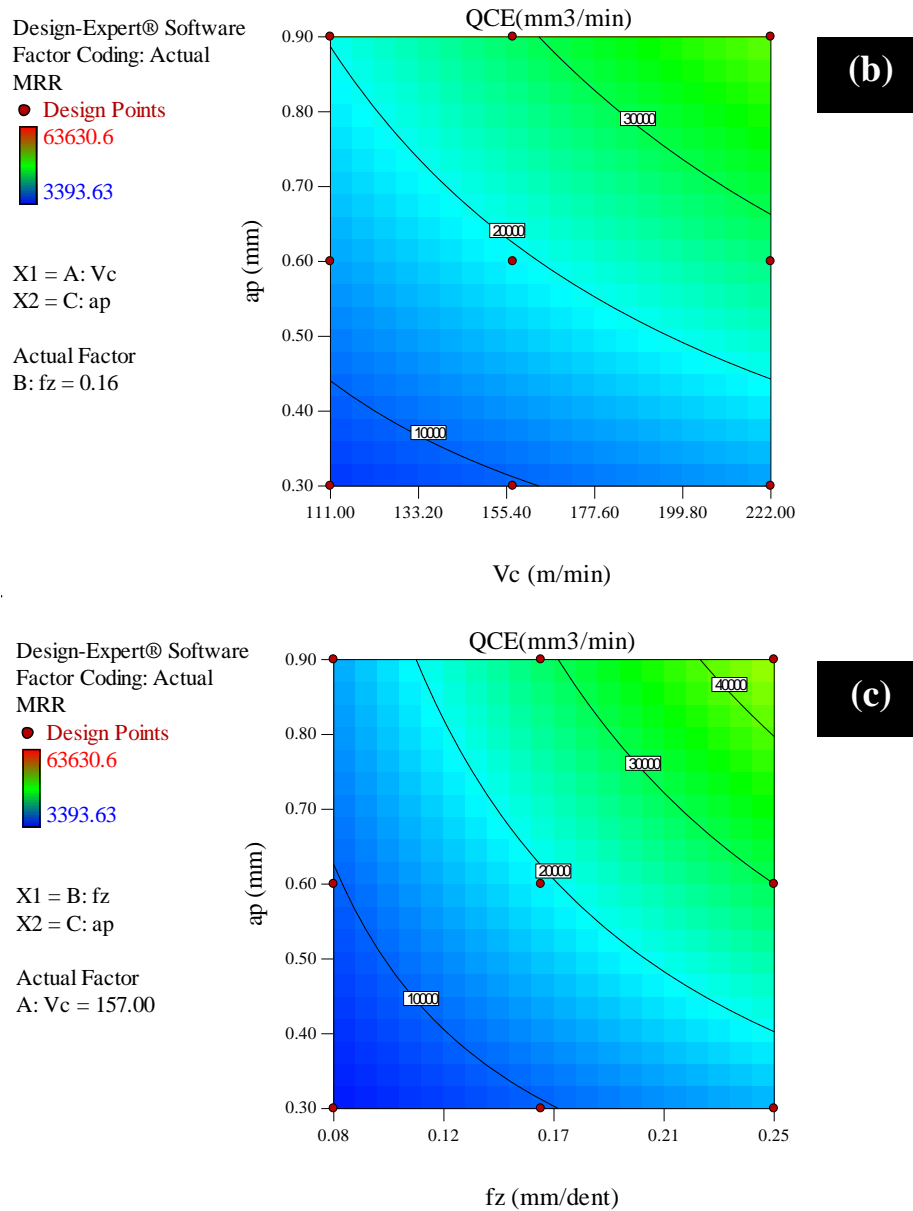 Design-Expert® Software
Factor Coding: Actual
MRR
Design Points
63630.6
3393.63
X1 = A: Vc
X2 = C: ap
Actual Factor
B: fz = 0.16
QCE(mm3/min)
(b)
0.90
0.80
0.70
0.60
0.50
0.40
0.30
ap (mm)
30000
20000
10000
111.00 133.20 155.40 177.60 199.80 222.00
Vc (m/min)
Design-Expert® Software
Factor Coding: Actual
MRR
Design Points
63630.6
3393.63
X1 = B: fz
X2 = C: ap
Actual Factor
A: Vc = 157.00
QCE(mm3/min)
(c)
0.90
0.80
0.70
0.60
0.50
0.40
0.30
ap (mm)
40000
30000
20000
10000
0.08 0.12 0.17 0.21 0.25
fz (mm/dent)